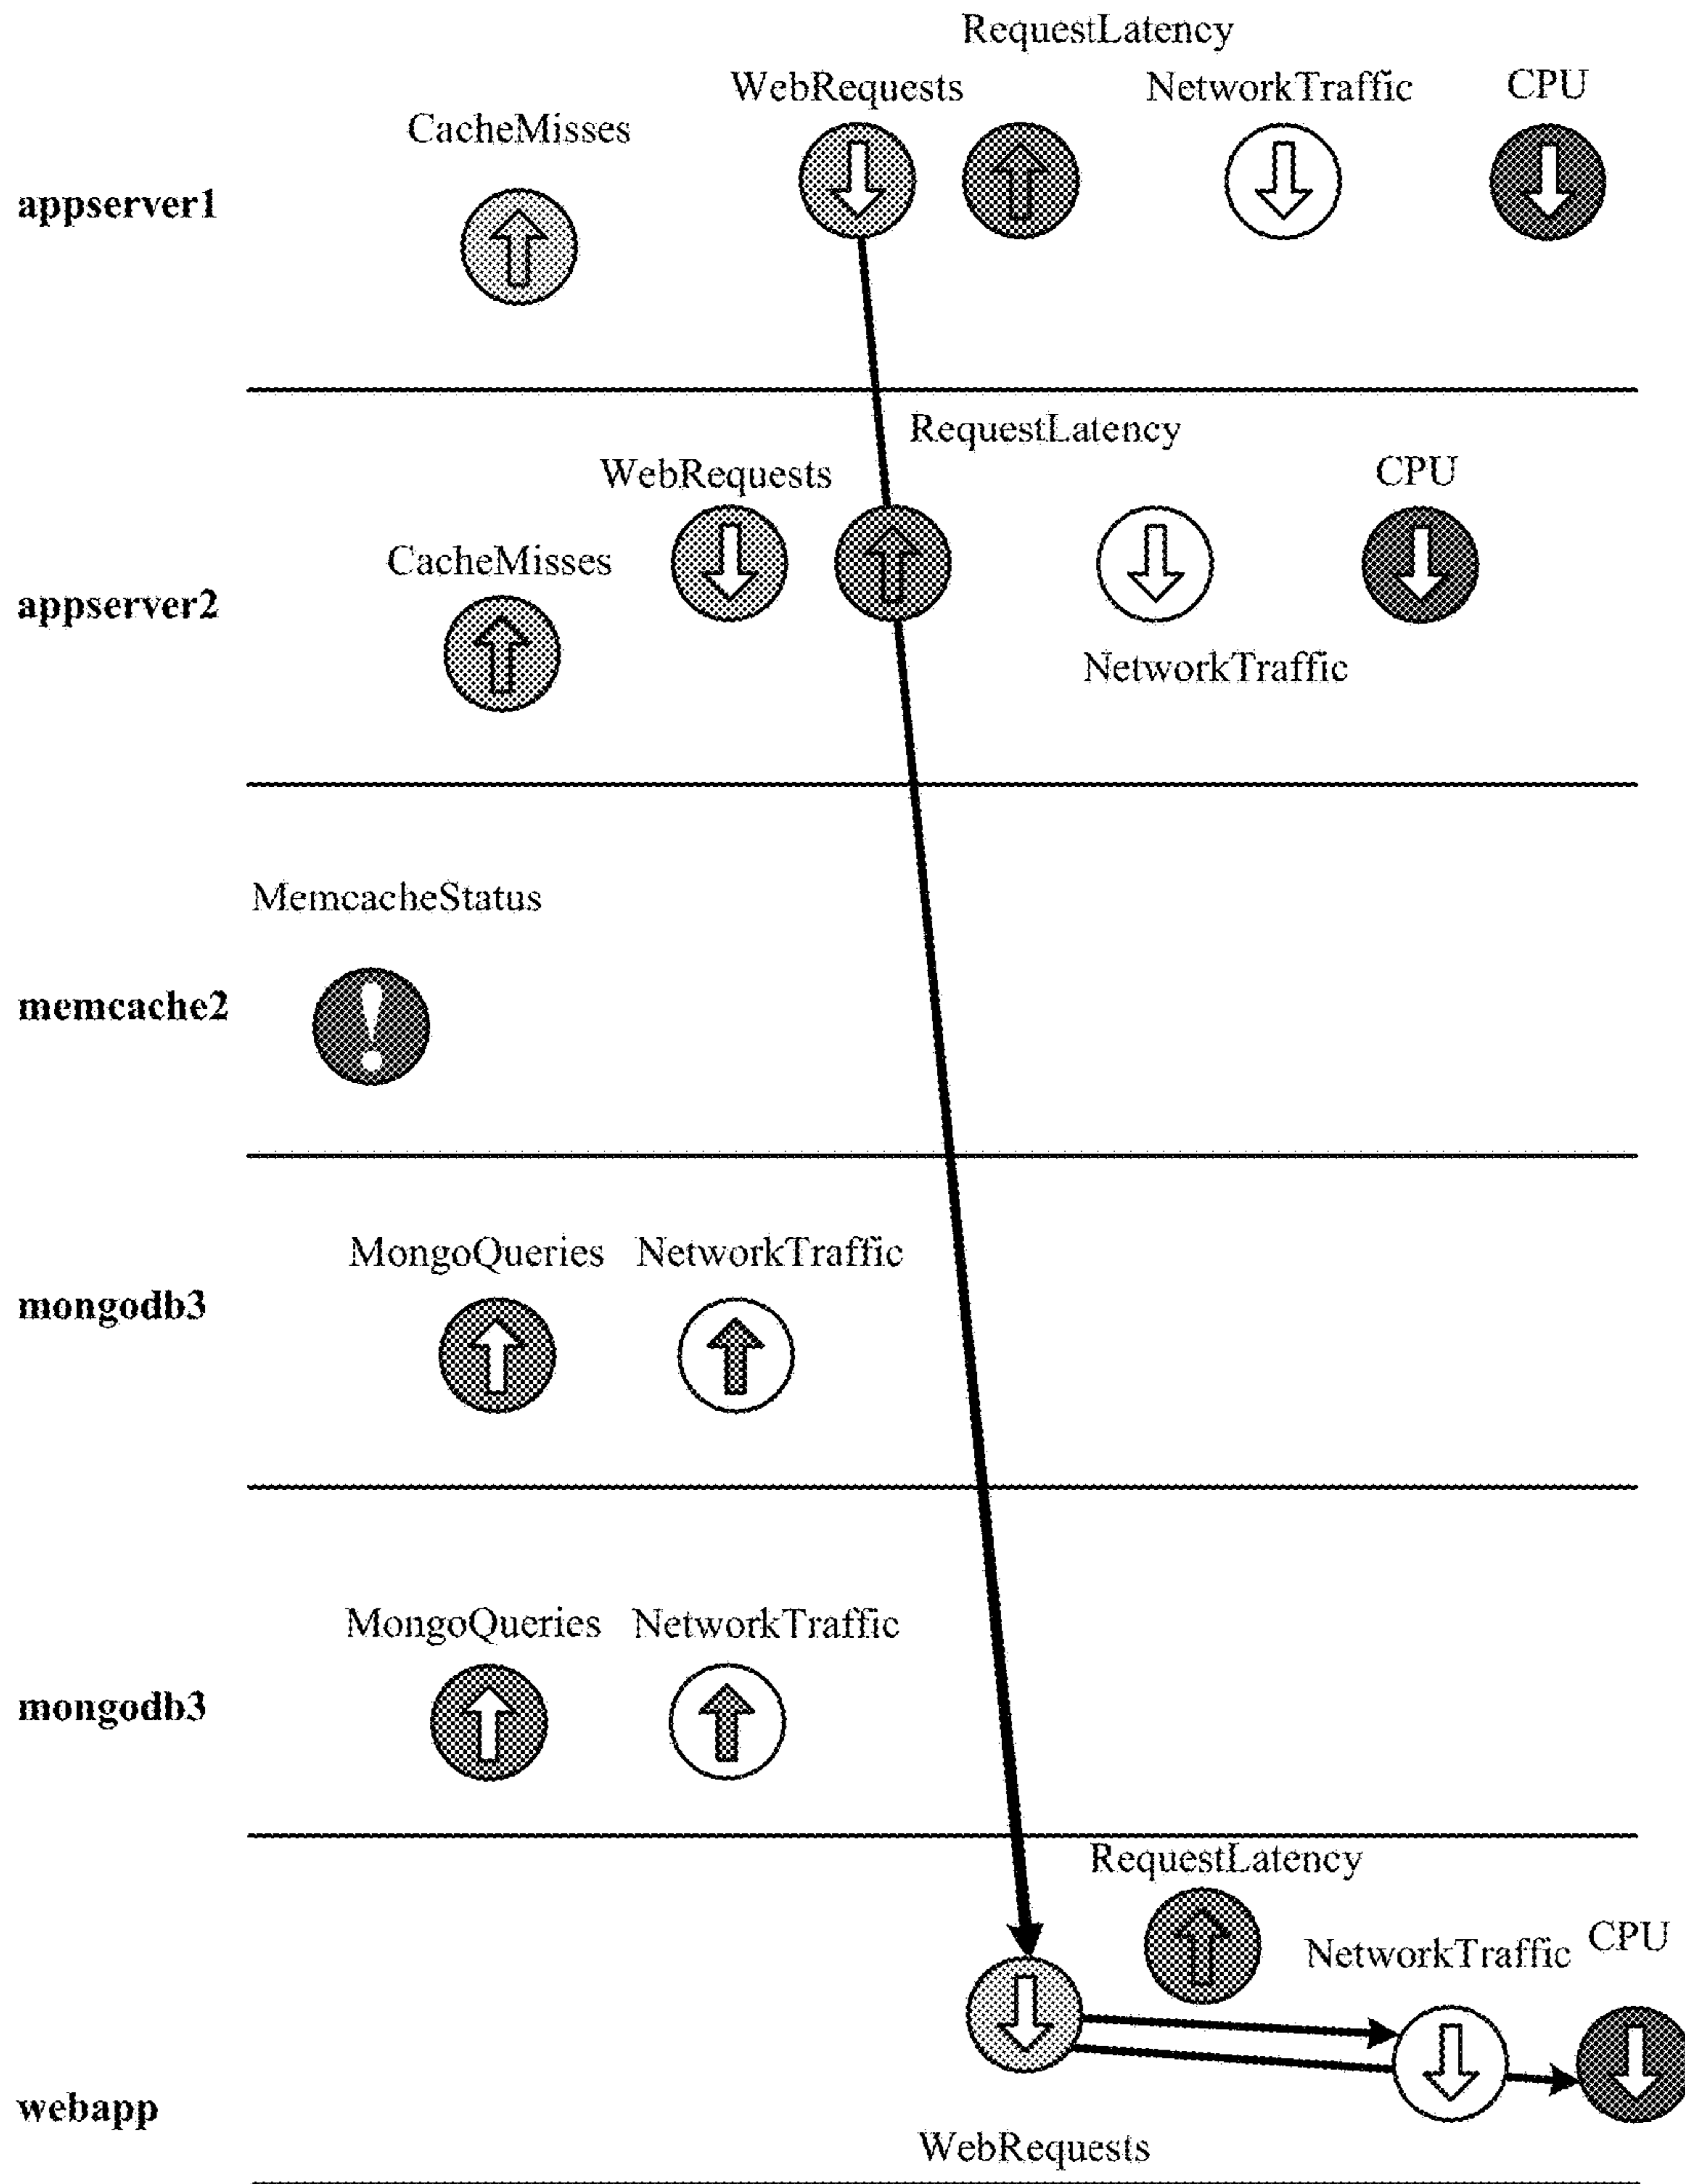 RequestLatency
WebRequests
NetworkTraffic
CPU
CacheMisses
appserver1
RequestLatency
WebRequests
CPU
CacheMisses
appserver2
NetworkTraffic
MemcacheStatus
!
memcache2
MongoQueries
NetworkTraffic
mongodb3
MongoQueries
NetworkTraffic
mongodb3
RequestLatency
NetworkTraffic
CPU
webapp
WebRequests